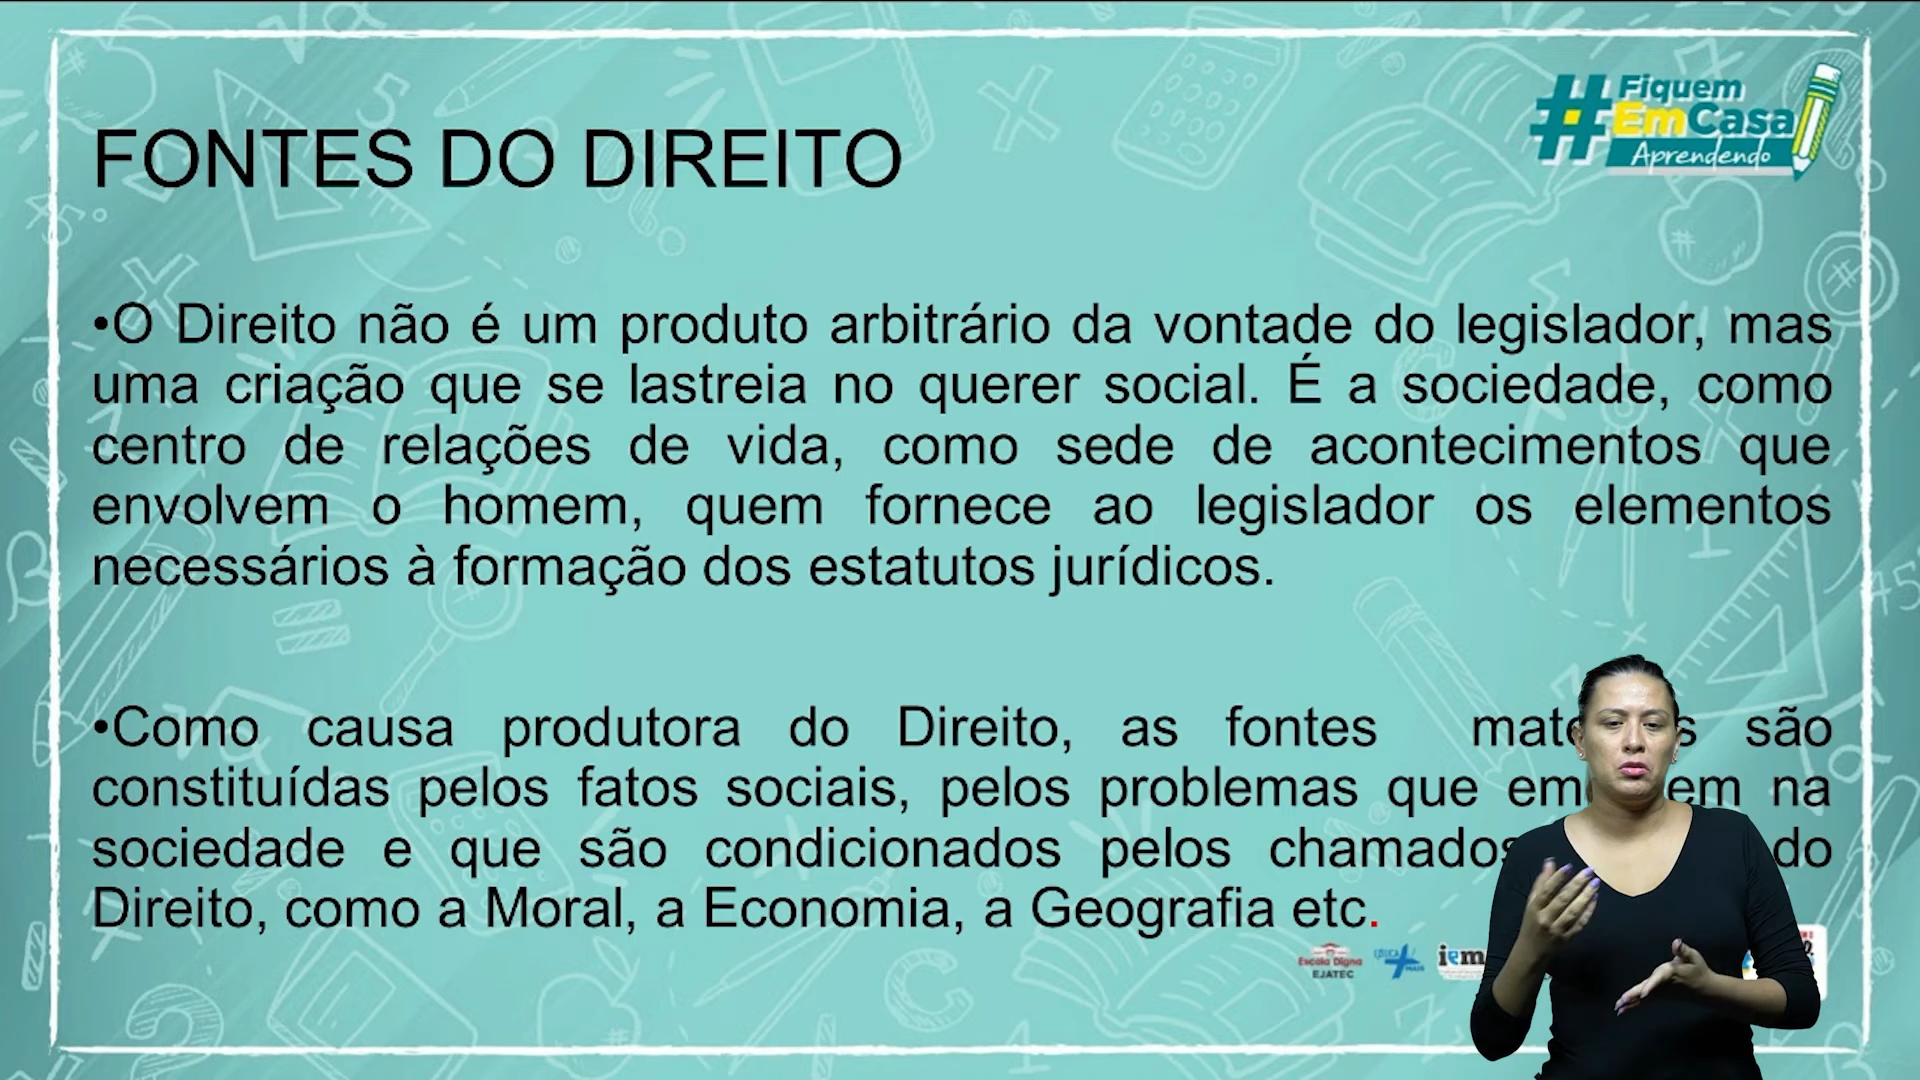 #Fiquem
EmCasa
Aprendendo
FONTES DO DIREITO
•O Direito não é um produto arbitrário da vontade do legislador, mas
uma criação que se lastreia no querer social. É a sociedade, como
centro de relações de vida, como sede de acontecimentos que
envolvem o homem, quem fornece ao legislador os elementos
necessários à formação dos estatutos jurídicos.
•Como causa produtora do Direito, as fontes são
constituídas pelos fatos sociais, pelos problemas que na
sociedade e que são condicionados pelos chamados do
Direito, como a Moral, a Economia, a Geografia etc.
Escola Digna
EJATEC
iem